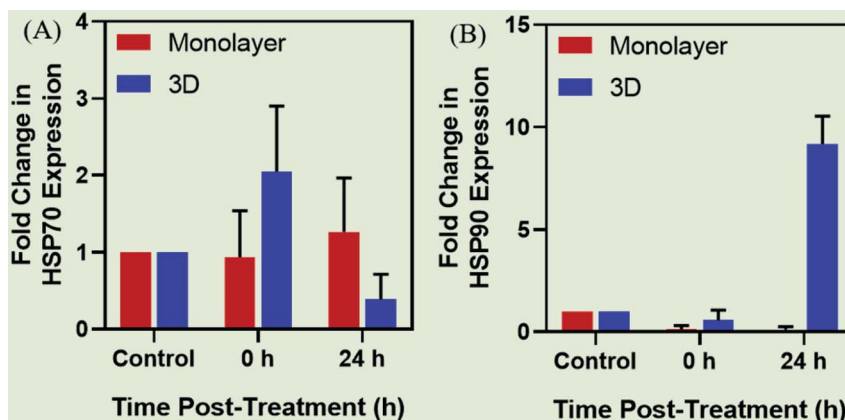 (A)
Fold Change in
HSP70 Expression
4
3
2
1
0
Monolayer
3D
Control 0 h 24 h
Time Post-Treatment (h)
(B)
Fold Change in
HSP90 Expression
15
10
5
0
Monolayer
3D
Control 0 h 24 h
Time Post-Treatment (h)